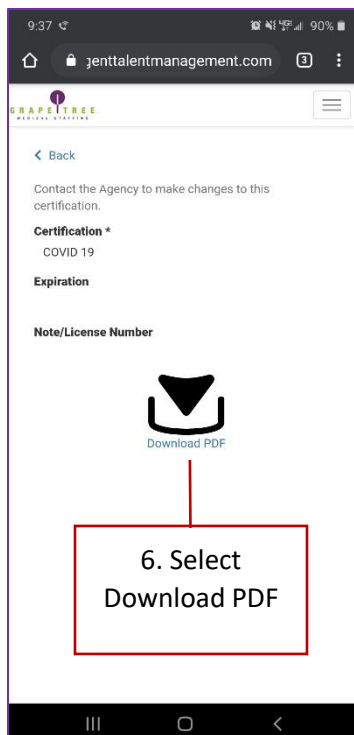 9:37
90%
genttalentmanagement.com
3
GRAPETREE
MEDICAL STAFFING
Back
Contact the Agency to make changes to this
certification.
Certification *
COVID 19
Expiration
Note/License Number
Download PDF
6. Select
Download PDF